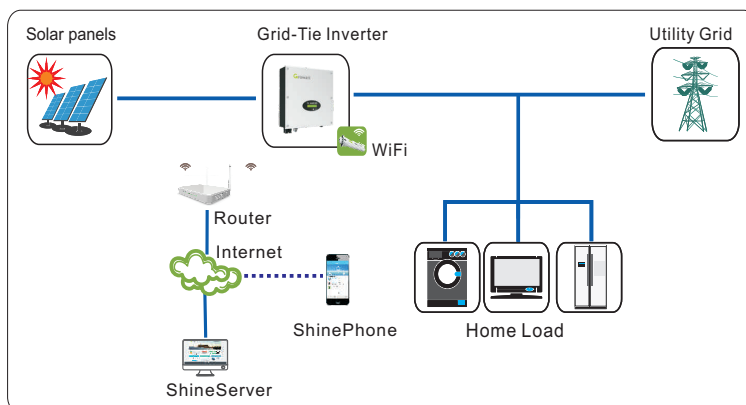 Solar panels
Grid-Tie Inverter
Utility Grid
WiFi
Router
Internet
ShinePhone
Home Load
ShineServer